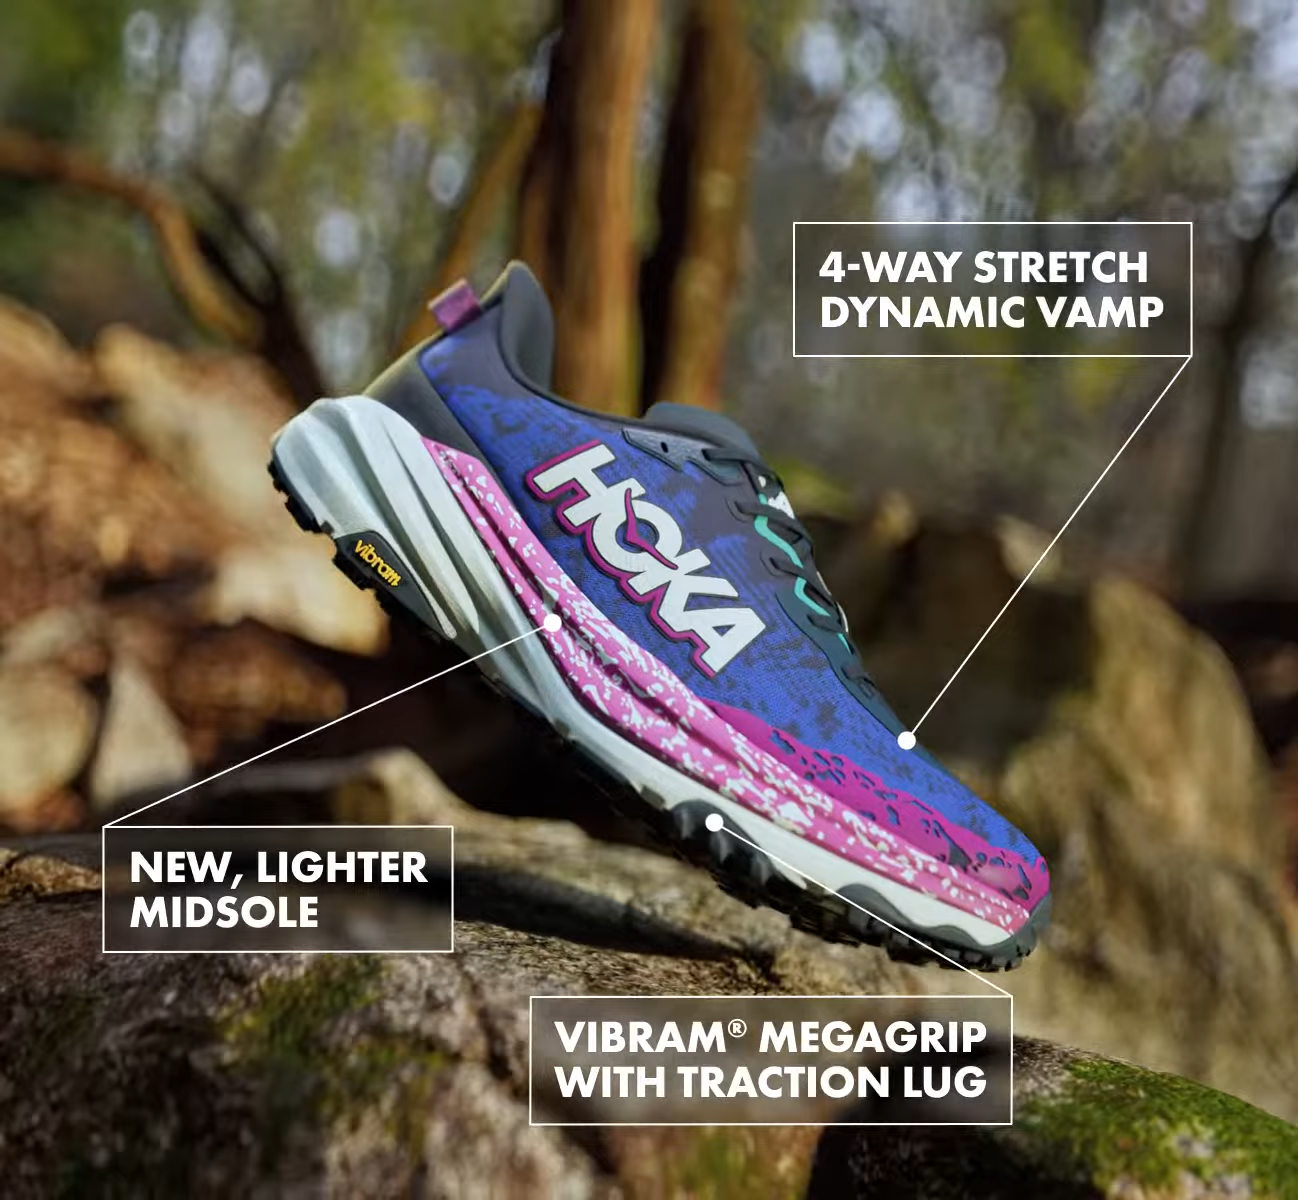 4-WAY STRETCH
DYNAMIC VAMP
HOKA
vibram
NEW, LIGHTER
MIDSOLE
VIBRAM® MEGAGRIP
WITH TRACTION LUG